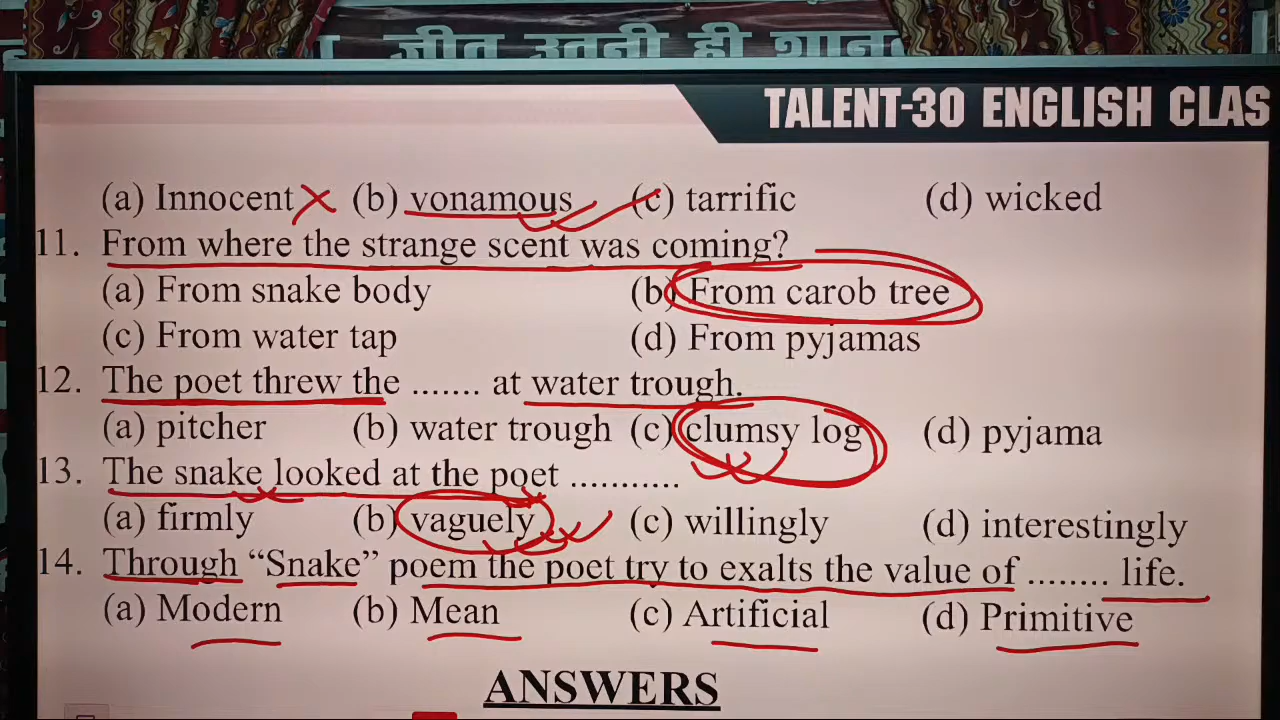 जीत उतनी ही शान
TALENT-30 ENGLISH CLAS
(a) Innocent (b) vonamous (c) tarrific (d) wicked
11. From where the strange scent was coming?
(a) From snake body (b) From carob tree
(c) From water tap (d) From pyjamas
12. The poet threw the ....... at water trough.
(a) pitcher (b) water trough (c) clumsy log (d) pyjama
13. The snake looked at the poet ...........
(a) firmly (b) vaguely (c) willingly (d) interestingly
14. Through “Snake” poem the poet try to exalts the value of ........ life.
(a) Modern (b) Mean (c) Artificial (d) Primitive
ANSWERS